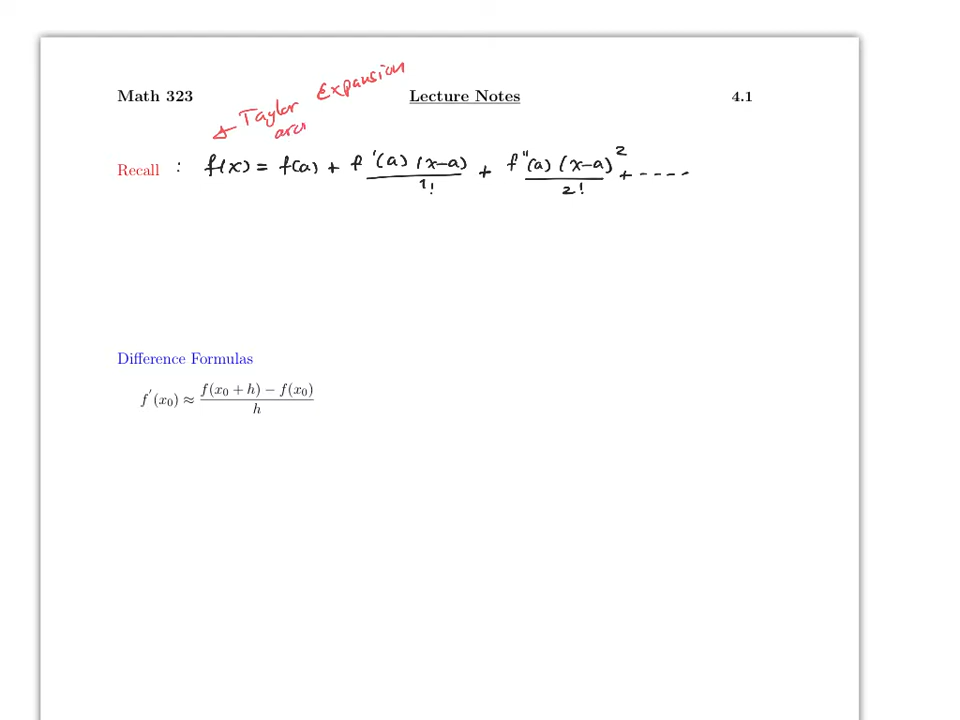 Math 323 Lecture Notes 4.1
Taylor Expansion
Recall : f(x) = f(a) + f'(a)(x-a)/1! + f''(a)(x-a)²/2! + ----
Difference Formulas
f'(x₀) ≈ (f(x₀ + h) − f(x₀))/h